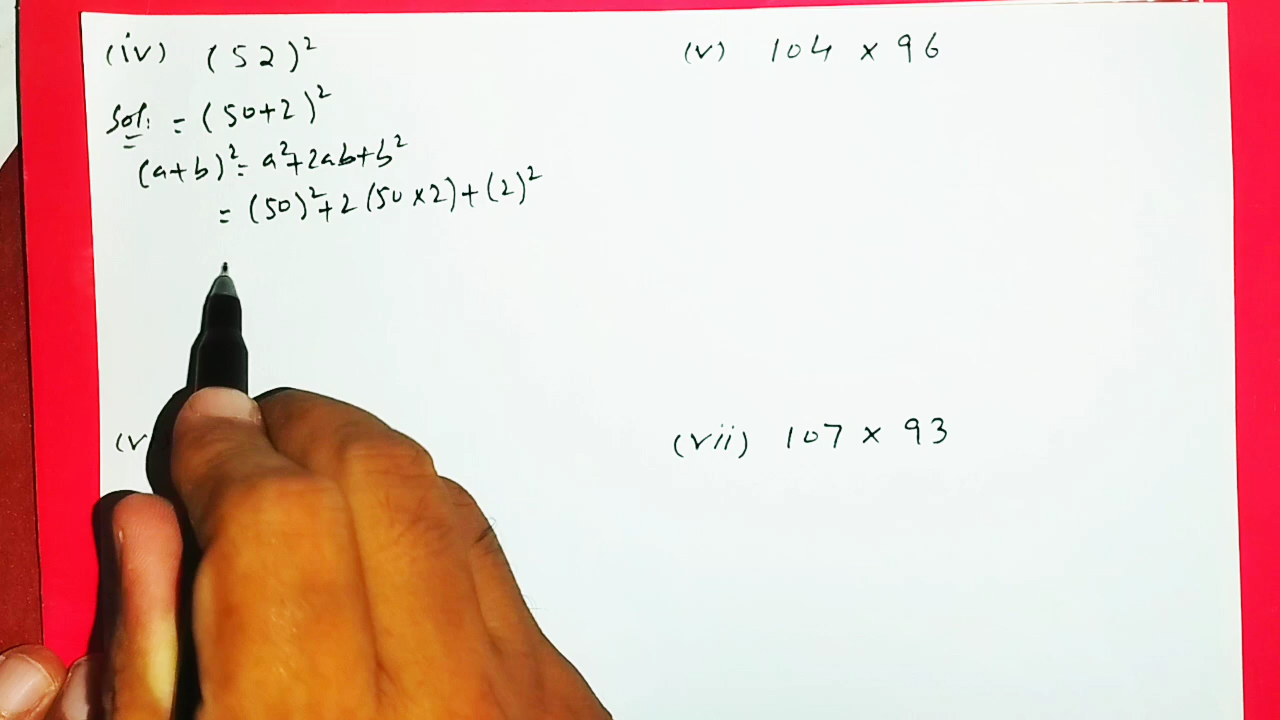 (iv) (52)²
Sol: = (50+2)²
(a+b)² = a²+2ab+b²
= (50)²+2(50×2)+(2)²
(v) 104 × 96
(v
(vii) 107 × 93